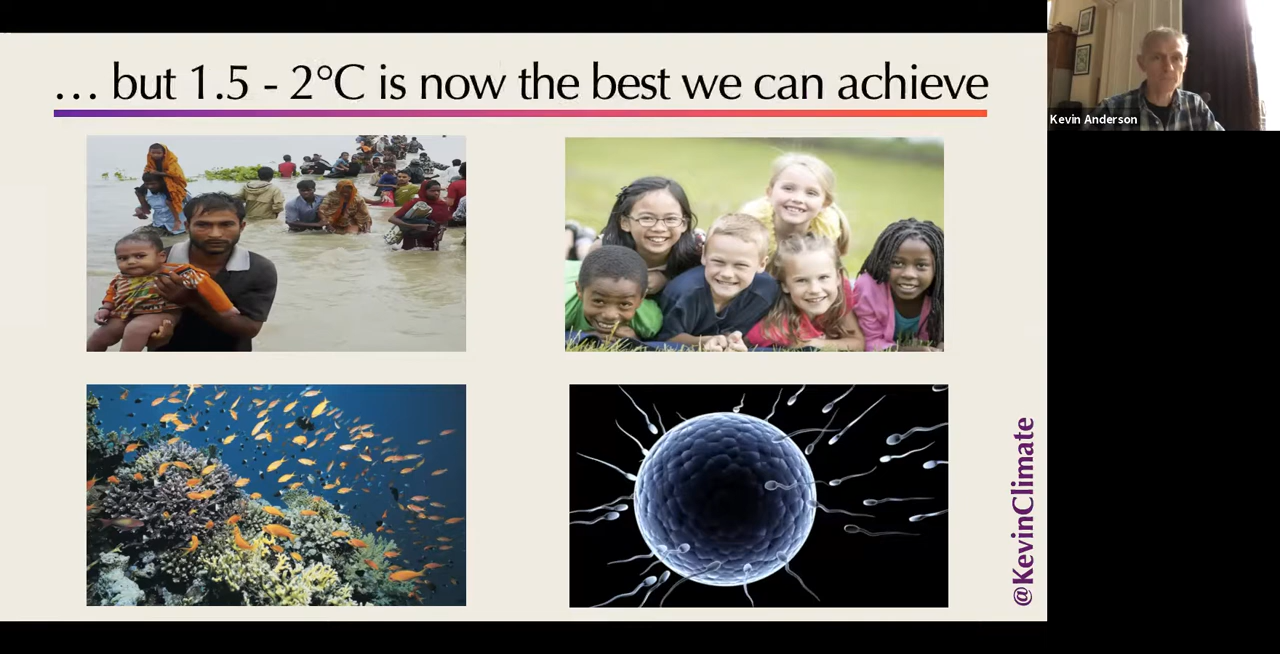 … but 1.5 - 2°C is now the best we can achieve
Kevin Anderson
@KevinClimate